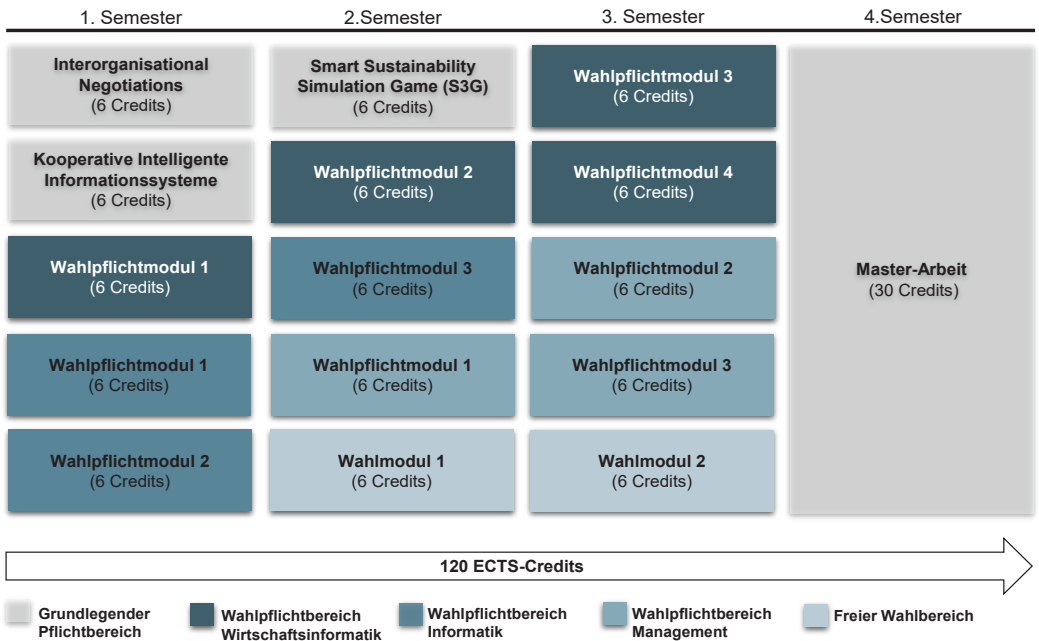 1. Semester
2.Semester
3. Semester
4.Semester
Interorganisational
Negotiations
(6 Credits)
Smart Sustainability
Simulation Game (S3G)
(6 Credits)
Wahlpflichtmodul 3
(6 Credits)
Kooperative Intelligente
Informationssysteme
(6 Credits)
Wahlpflichtmodul 2
(6 Credits)
Wahlpflichtmodul 4
(6 Credits)
Wahlpflichtmodul 1
(6 Credits)
Wahlpflichtmodul 3
(6 Credits)
Wahlpflichtmodul 2
(6 Credits)
Master-Arbeit
(30 Credits)
Wahlpflichtmodul 1
(6 Credits)
Wahlpflichtmodul 1
(6 Credits)
Wahlpflichtmodul 3
(6 Credits)
Wahlpflichtmodul 2
(6 Credits)
Wahlmodul 1
(6 Credits)
Wahlmodul 2
(6 Credits)
120 ECTS-Credits
Grundlegender
Pflichtbereich
Wahlpflichtbereich
Wirtschaftsinformatik
Wahlpflichtbereich
Informatik
Wahlpflichtbereich
Management
Freier Wahlbereich